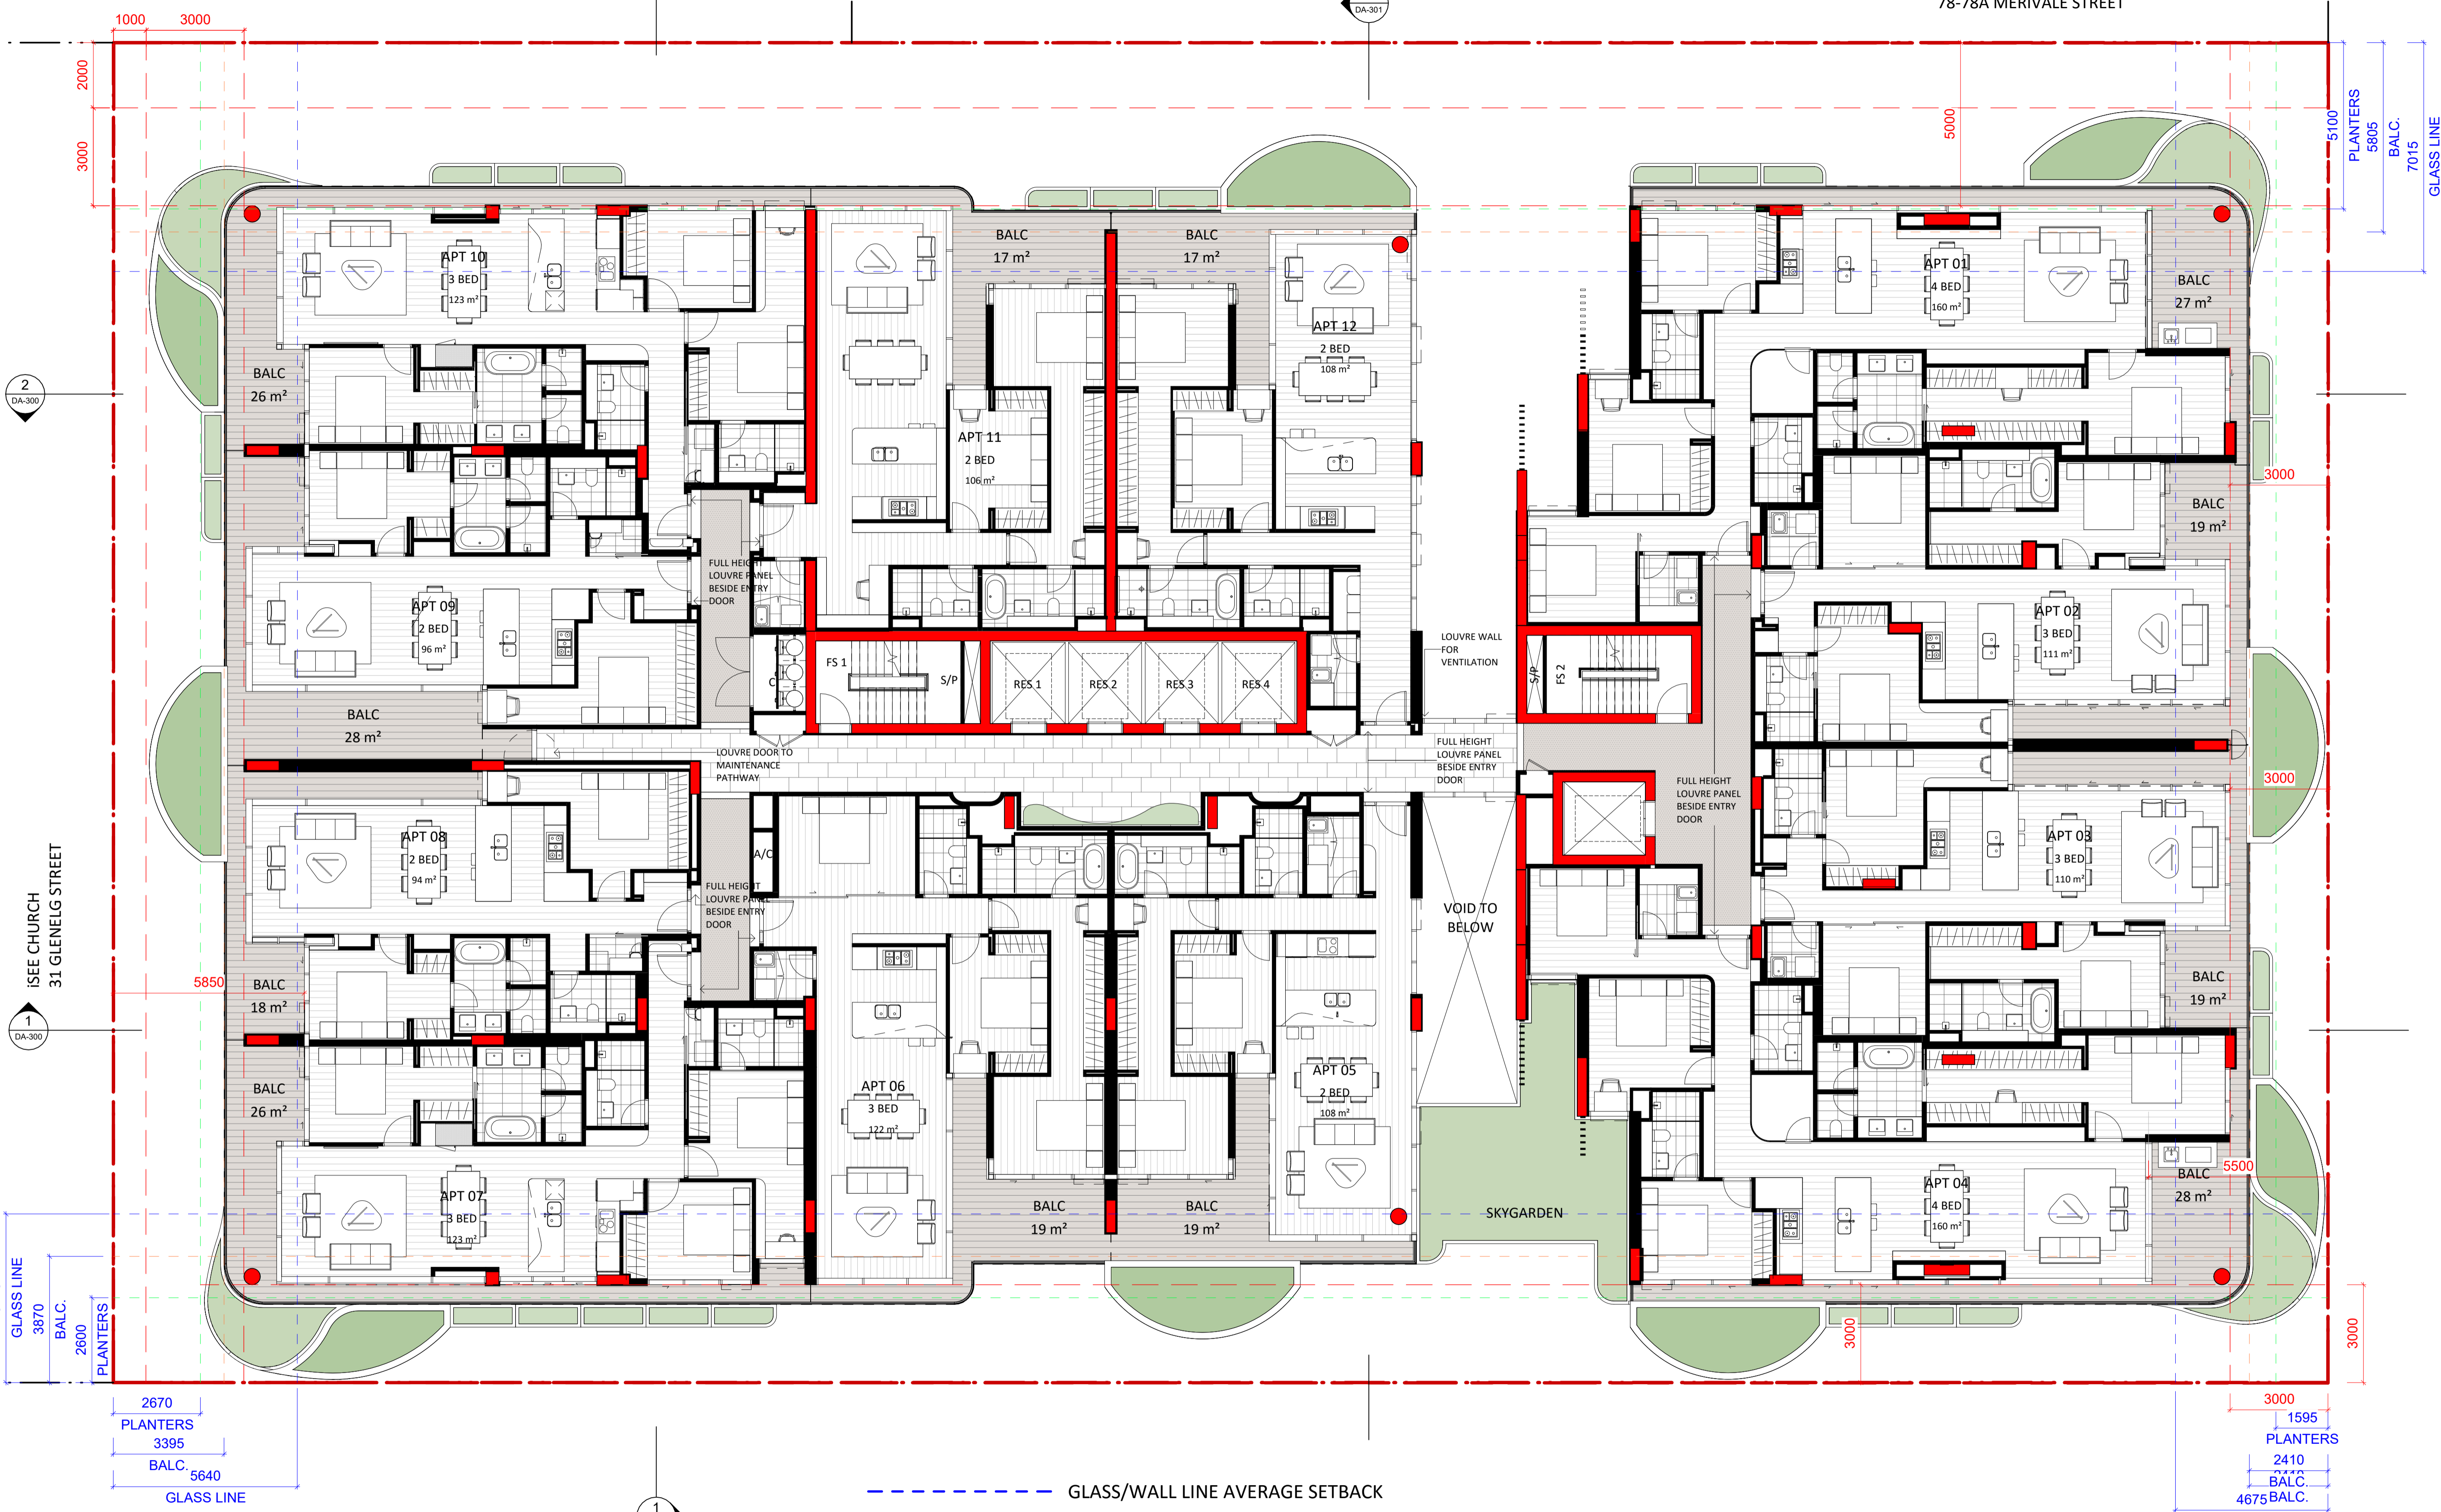 78-78A MERIVALE STREET
DA-301
1000
3000
2000
3000
5000
5100
PLANTERS
5805
BALC.
7015
GLASS LINE
2
DA-300
APT 10
3 BED
123 m²
BALC
26 m²
BALC
17 m²
BALC
17 m²
APT 11
2 BED
106 m²
APT 12
2 BED
108 m²
APT 01
4 BED
160 m²
BALC
27 m²
3000
BALC
19 m²
FULL HEIGHT
LOUVRE PANEL
BESIDE ENTRY
DOOR
APT 09
2 BED
96 m²
BALC
28 m²
C
FS 1
S/P
RES 1
RES 2
RES 3
RES 4
LOUVRE WALL
FOR
VENTILATION
S/P
FS 2
APT 02
3 BED
111 m²
LOUVRE DOOR TO
MAINTENANCE
PATHWAY
FULL HEIGHT
LOUVRE PANEL
BESIDE ENTRY
DOOR
FULL HEIGHT
LOUVRE PANEL
BESIDE ENTRY
DOOR
3000
APT 08
2 BED
94 m²
A/C
FULL HEIGHT
LOUVRE PANEL
BESIDE ENTRY
DOOR
APT 03
3 BED
110 m²
VOID TO
BELOW
iSEE CHURCH
31 GLENELG STREET
5850
BALC
18 m²
BALC
19 m²
1
DA-300
BALC
26 m²
APT 06
3 BED
122 m²
APT 05
2 BED
108 m²
APT 07
3 BED
123 m²
BALC
19 m²
BALC
19 m²
SKYGARDEN
APT 04
4 BED
160 m²
5500
BALC
28 m²
GLASS LINE
3870
BALC.
2600
PLANTERS
3000
3000
2670
PLANTERS
3395
BALC.
5640
GLASS LINE
3000
1595
PLANTERS
2410
BALC.
4675
BALC.
GLASS/WALL LINE AVERAGE SETBACK
1